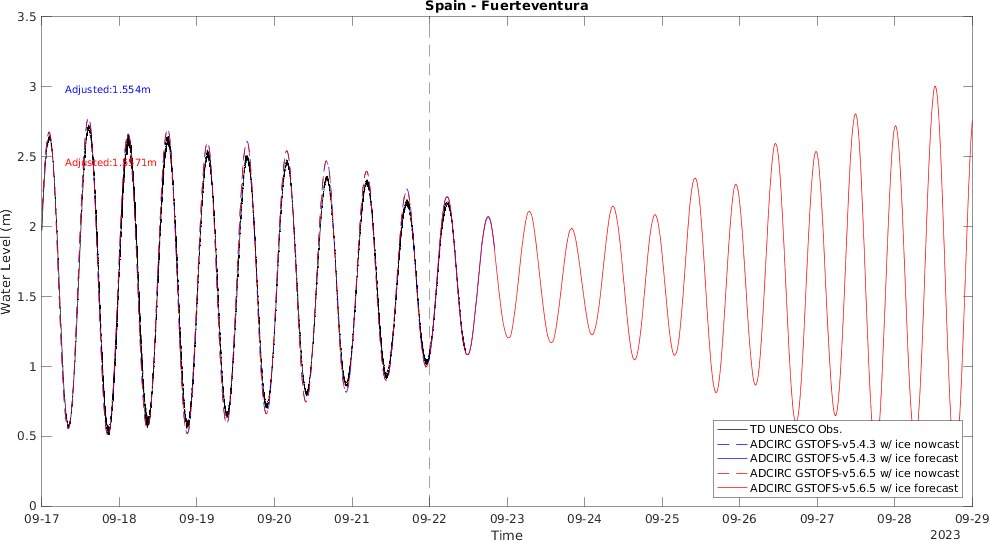 Spain - Fuerteventura
3.5
3
2.5
2
1.5
1
0.5
0
Water Level (m)
Adjusted:1.554m
Adjusted:1.5571m
TD UNESCO Obs.
ADCIRC GSTOFS-v5.4.3 w/ ice nowcast
ADCIRC GSTOFS-v5.4.3 w/ ice forecast
ADCIRC GSTOFS-v5.6.5 w/ ice nowcast
ADCIRC GSTOFS-v5.6.5 w/ ice forecast
09-17 09-18 09-19 09-20 09-21 09-22 09-23 09-24 09-25 09-26 09-27 09-28 09-29
Time
2023